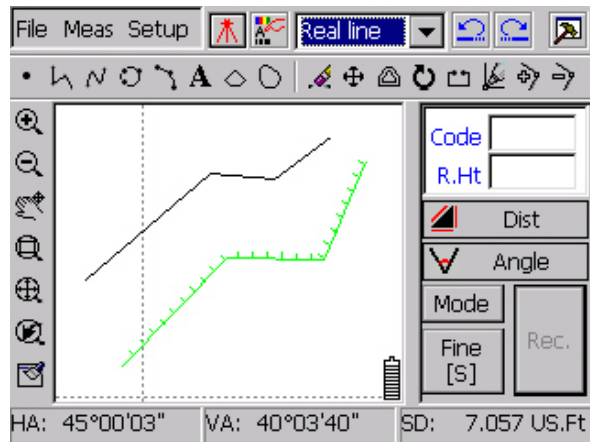 File Meas Setup Real line
A
Code
R.Ht
Dist
Angle
Mode
Fine
[S]
Rec.
HA: 45°00'03" VA: 40°03'40" SD: 7.057 US.Ft